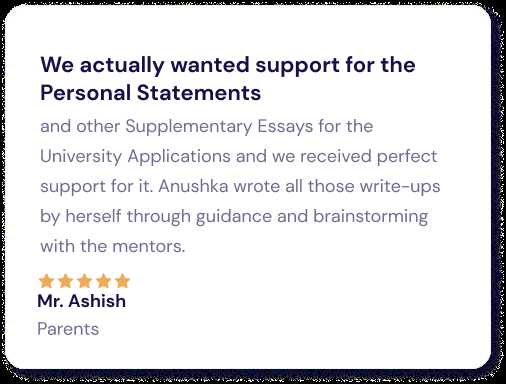 We actually wanted support for the
Personal Statements
and other Supplementary Essays for the
University Applications and we received perfect
support for it. Anushka wrote all those write-ups
by herself through guidance and brainstorming
with the mentors.
Mr. Ashish
Parents